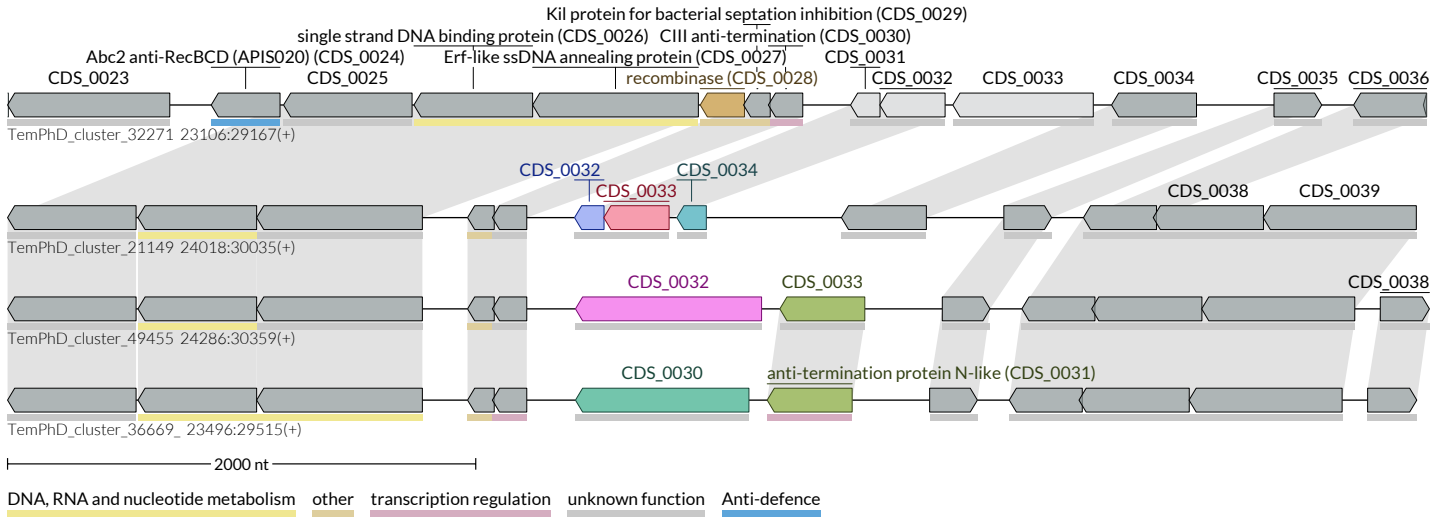 Kil protein for bacterial septation inhibition (CDS_0029)
single strand DNA binding protein (CDS_0026) CIII anti-termination (CDS_0030)
Abc2 anti-RecBCD (APIS020) (CDS_0024) Erf-like ssDNA annealing protein (CDS_0027) CDS_0031
CDS_0023 CDS_0025 recombinase (CDS_0028) CDS_0032 CDS_0033 CDS_0034 CDS_0035 CDS_0036
TemPhD_cluster_32271 23106:29167(+)
CDS_0032 CDS_0034
CDS_0033 CDS_0038 CDS_0039
TemPhD_cluster_21149 24018:30035(+)
CDS_0032 CDS_0033 CDS_0038
TemPhD_cluster_49455 24286:30359(+)
CDS_0030 anti-termination protein N-like (CDS_0031)
TemPhD_cluster_36669_ 23496:29515(+)
2000 nt
DNA, RNA and nucleotide metabolism other transcription regulation unknown function Anti-defence